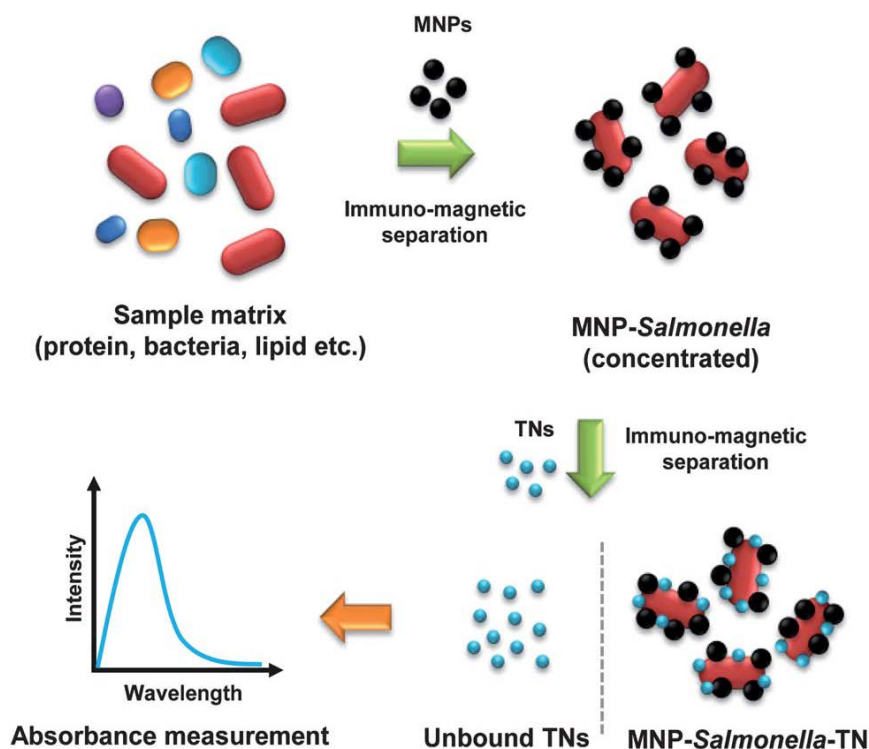 MNPs
Immuno-magnetic
separation
Sample matrix
(protein, bacteria, lipid etc.)
MNP-Salmonella
(concentrated)
TNs
Immuno-magnetic
separation
Intensity
Wavelength
Absorbance measurement
Unbound TNs
MNP-Salmonella-TN